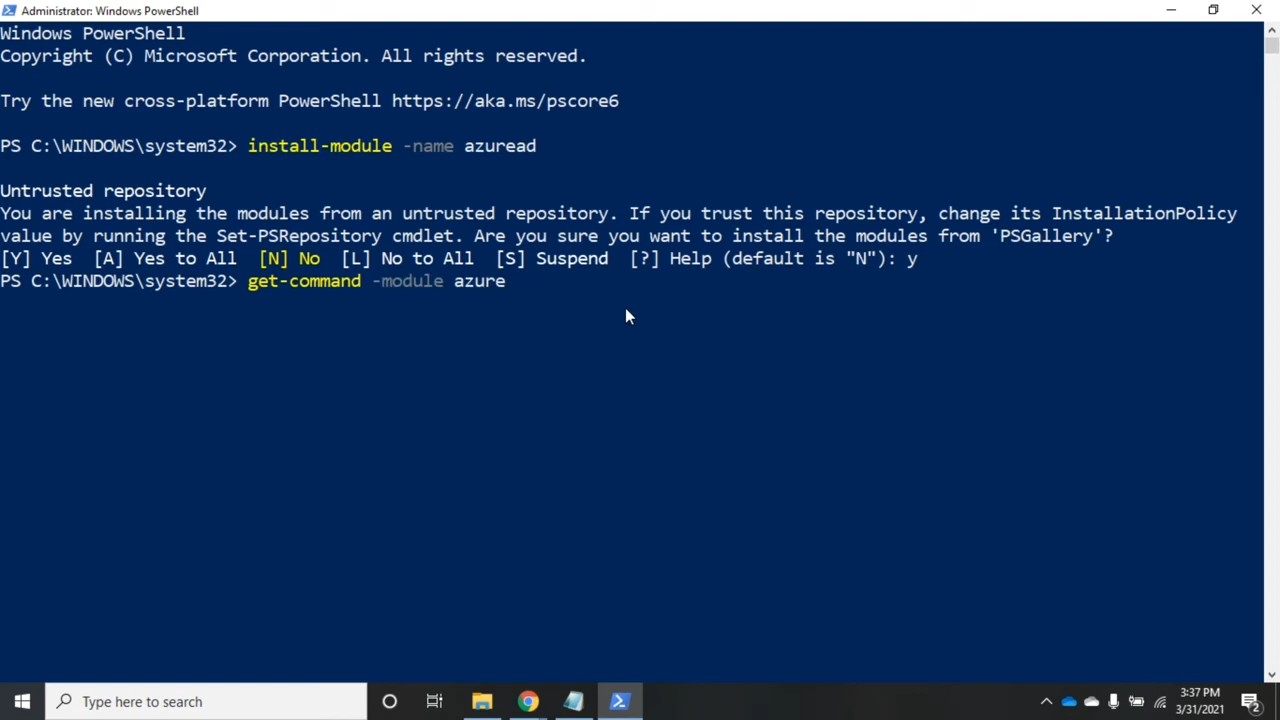 Administrator: Windows PowerShell
Windows PowerShell
Copyright (C) Microsoft Corporation. All rights reserved.
Try the new cross-platform PowerShell https://aka.ms/pscore6
PS C:\WINDOWS\system32> install-module -name azuread
Untrusted repository
You are installing the modules from an untrusted repository. If you trust this repository, change its InstallationPolicy
value by running the Set-PSRepository cmdlet. Are you sure you want to install the modules from 'PSGallery'?
[Y] Yes  [A] Yes to All  [N] No  [L] No to All  [S] Suspend  [?] Help (default is "N"): y
PS C:\WINDOWS\system32> get-command -module azure
Type here to search
3:37 PM
3/31/2021
2